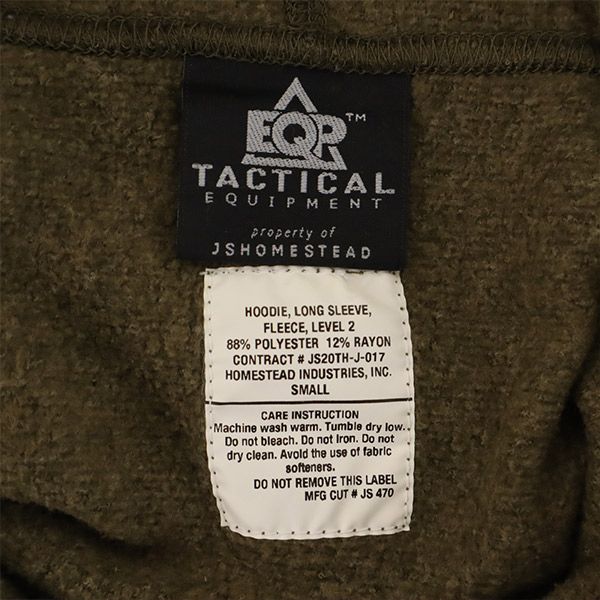 EQP™
TACTICAL
EQUIPMENT
property of
JSHOMESTEAD
HOODIE, LONG SLEEVE,
FLEECE, LEVEL 2
88% POLYESTER 12% RAYON
CONTRACT # JS20TH-J-017
HOMESTEAD INDUSTRIES, INC.
SMALL
CARE INSTRUCTION
Machine wash warm. Tumble dry low.
Do not bleach. Do not Iron. Do not
dry clean. Avoid the use of fabric
softeners.
DO NOT REMOVE THIS LABEL
MFG CUT # JS 470